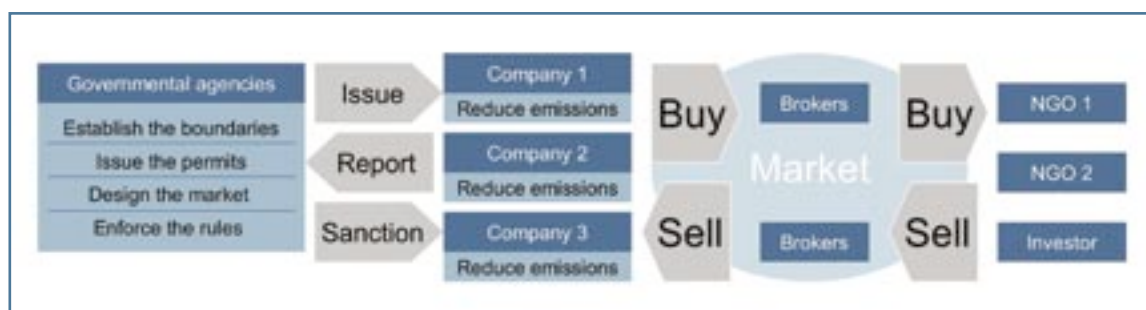 Governmental agencies
Establish the boundaries
Issue the permits
Design the market
Enforce the rules
Issue
Report
Sanction
Company 1
Reduce emissions
Company 2
Reduce emissions
Company 3
Reduce emissions
Buy
Sell
Brokers
Market
Brokers
Buy
Sell
NGO 1
NGO 2
Investor